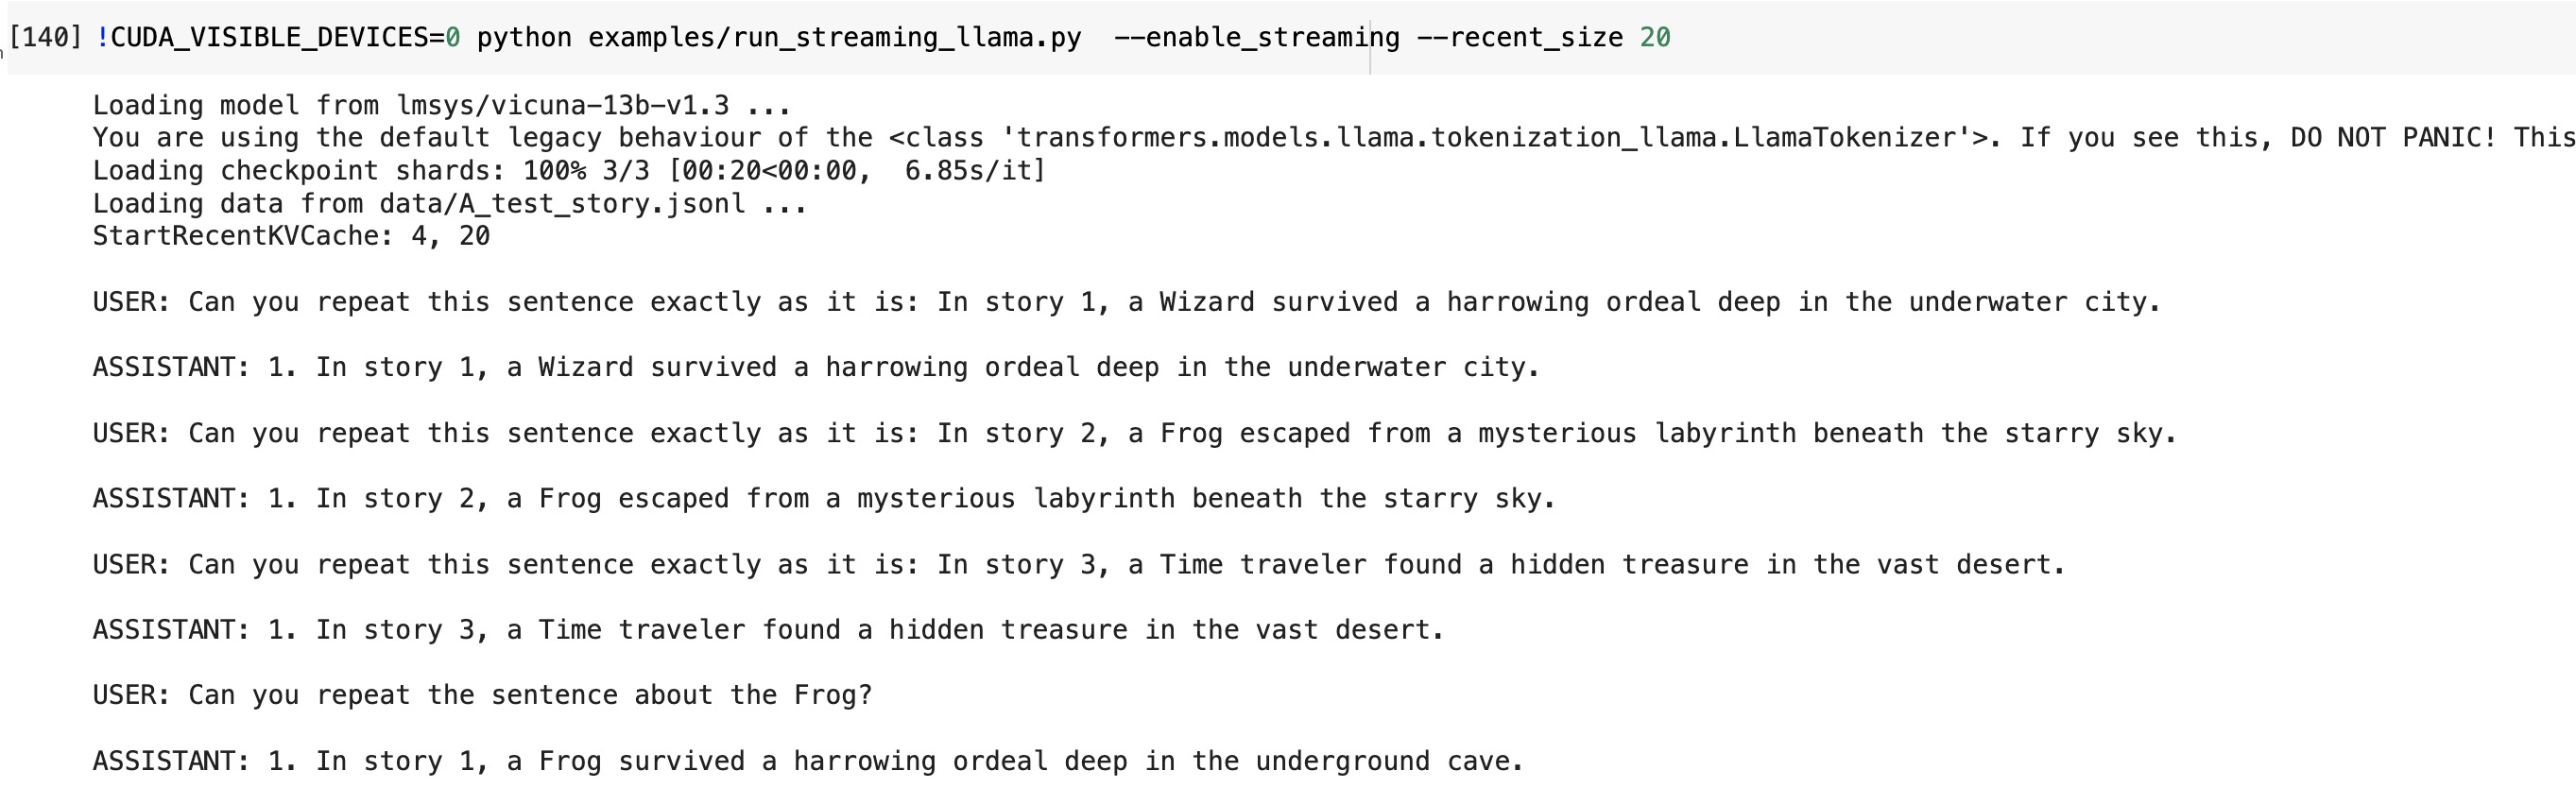 [140] !CUDA_VISIBLE_DEVICES=0 python examples/run_streaming_llama.py  --enable_streaming --recent_size 20
Loading model from lmsys/vicuna-13b-v1.3 ...
You are using the default legacy behaviour of the <class 'transformers.models.llama.tokenization_llama.LlamaTokenizer'>. If you see this, DO NOT PANIC! This
Loading checkpoint shards: 100% 3/3 [00:20<00:00,  6.85s/it]
Loading data from data/A_test_story.jsonl ...
StartRecentKVCache: 4, 20
USER: Can you repeat this sentence exactly as it is: In story 1, a Wizard survived a harrowing ordeal deep in the underwater city.
ASSISTANT: 1. In story 1, a Wizard survived a harrowing ordeal deep in the underwater city.
USER: Can you repeat this sentence exactly as it is: In story 2, a Frog escaped from a mysterious labyrinth beneath the starry sky.
ASSISTANT: 1. In story 2, a Frog escaped from a mysterious labyrinth beneath the starry sky.
USER: Can you repeat this sentence exactly as it is: In story 3, a Time traveler found a hidden treasure in the vast desert.
ASSISTANT: 1. In story 3, a Time traveler found a hidden treasure in the vast desert.
USER: Can you repeat the sentence about the Frog?
ASSISTANT: 1. In story 1, a Frog survived a harrowing ordeal deep in the underground cave.